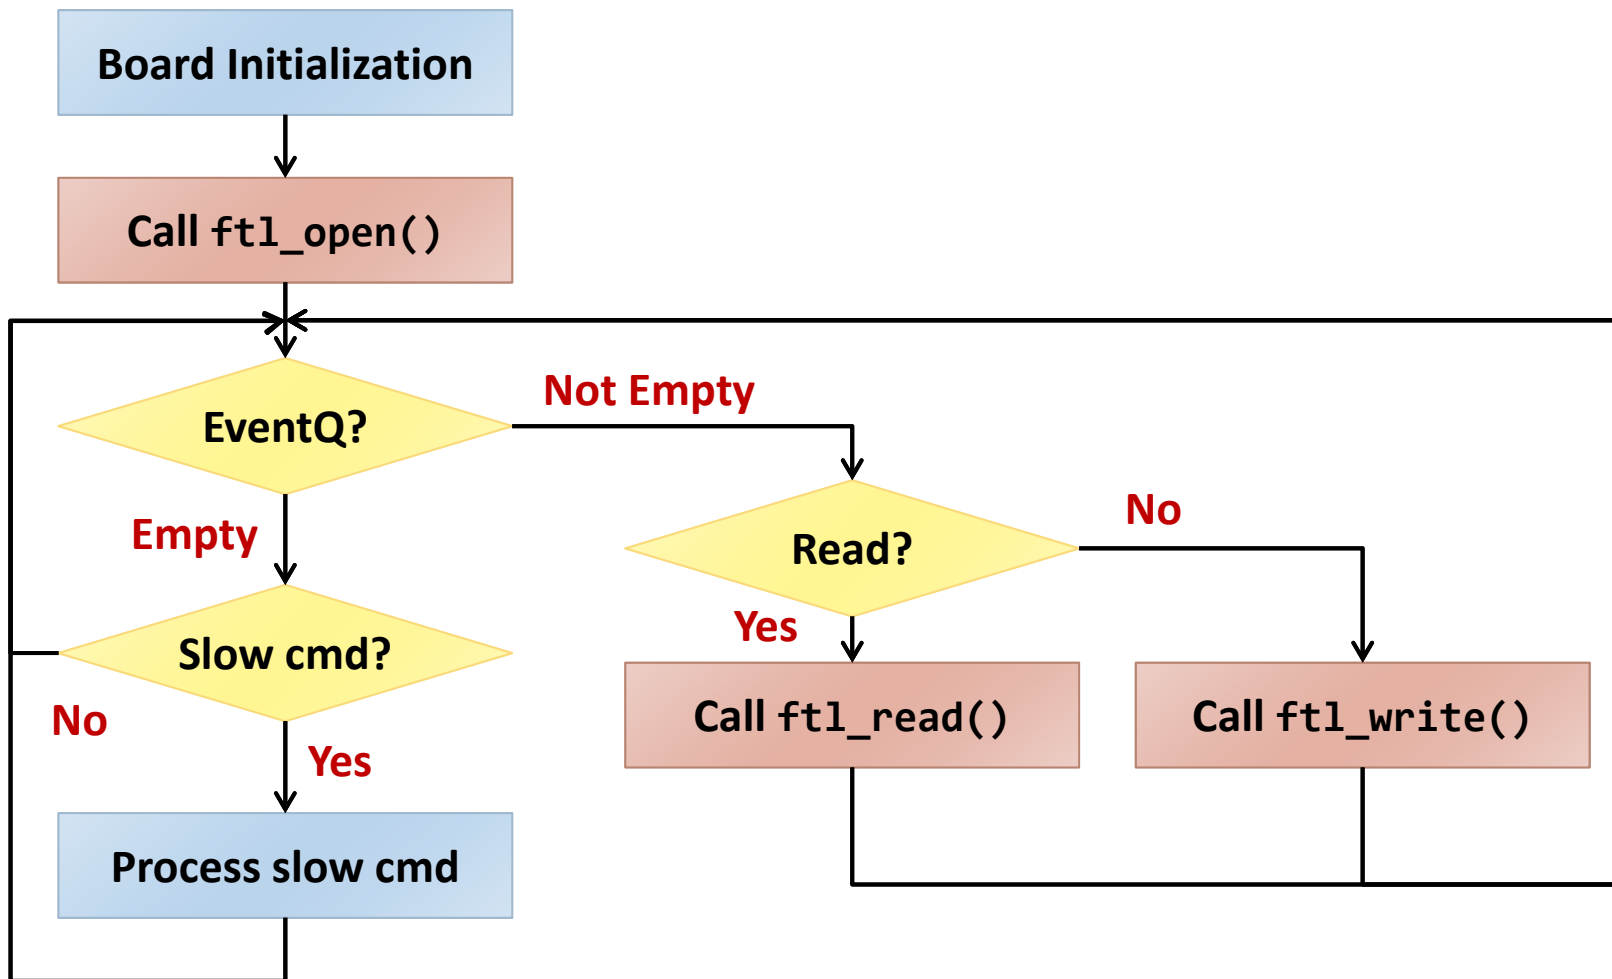 Board Initialization
Call ftl_open()
EventQ?
Not Empty
Empty
Read?
No
Yes
Slow cmd?
No
Yes
Call ftl_read()
Call ftl_write()
Process slow cmd